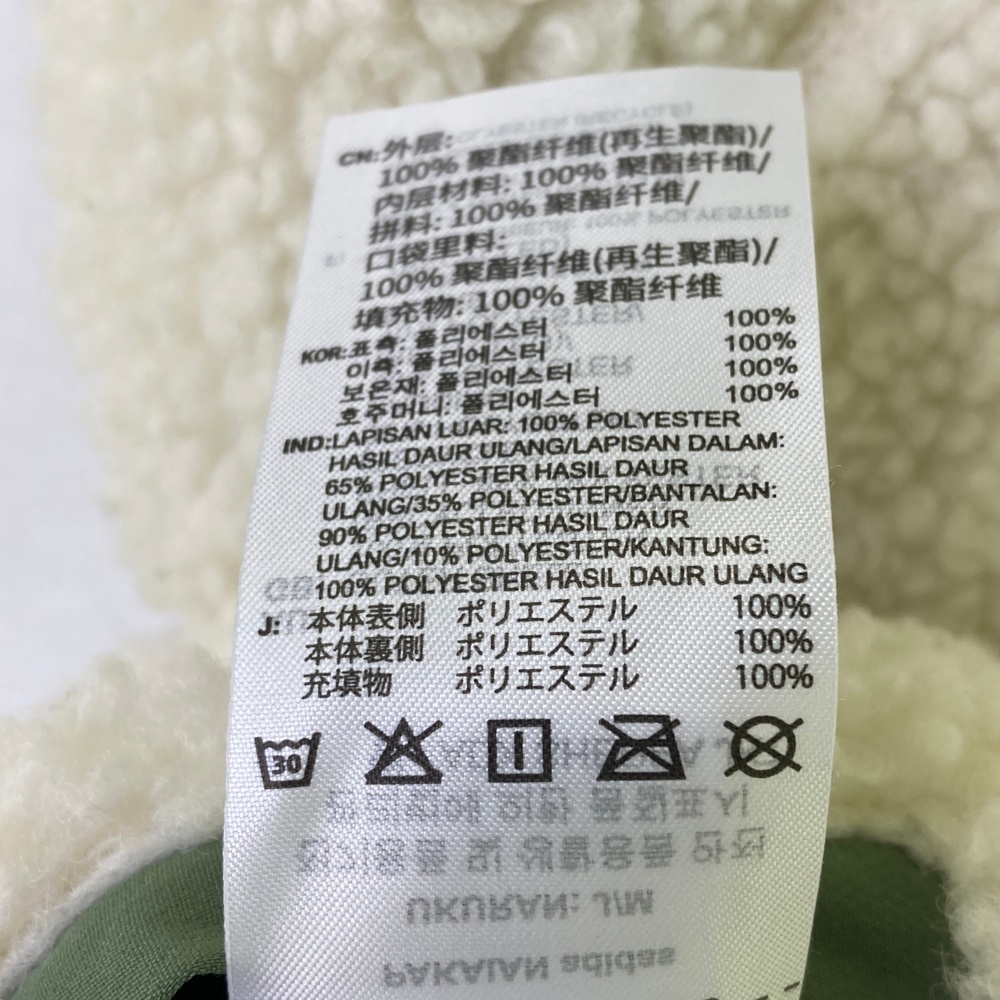 CN:外层:
100% 聚酯纤维(再生聚酯)/
内层材料: 100% 聚酯纤维/
拼料: 100% 聚酯纤维/
口袋里料:
100% 聚酯纤维(再生聚酯)/
填充物: 100% 聚酯纤维
KOR:표측: 폴리에스터 100%
이측: 폴리에스터 100%
보온재: 폴리에스터 100%
호주머니: 폴리에스터 100%
IND:LAPISAN LUAR: 100% POLYESTER
HASIL DAUR ULANG/LAPISAN DALAM:
65% POLYESTER HASIL DAUR
ULANG/35% POLYESTER/BANTALAN:
90% POLYESTER HASIL DAUR
ULANG/10% POLYESTER/KANTUNG:
100% POLYESTER HASIL DAUR ULANG
J: 本体表側 ポリエステル 100%
本体裏側 ポリエステル 100%
充填物 ポリエステル 100%
30
UKURAN: J/M
PAKAIAN adidas